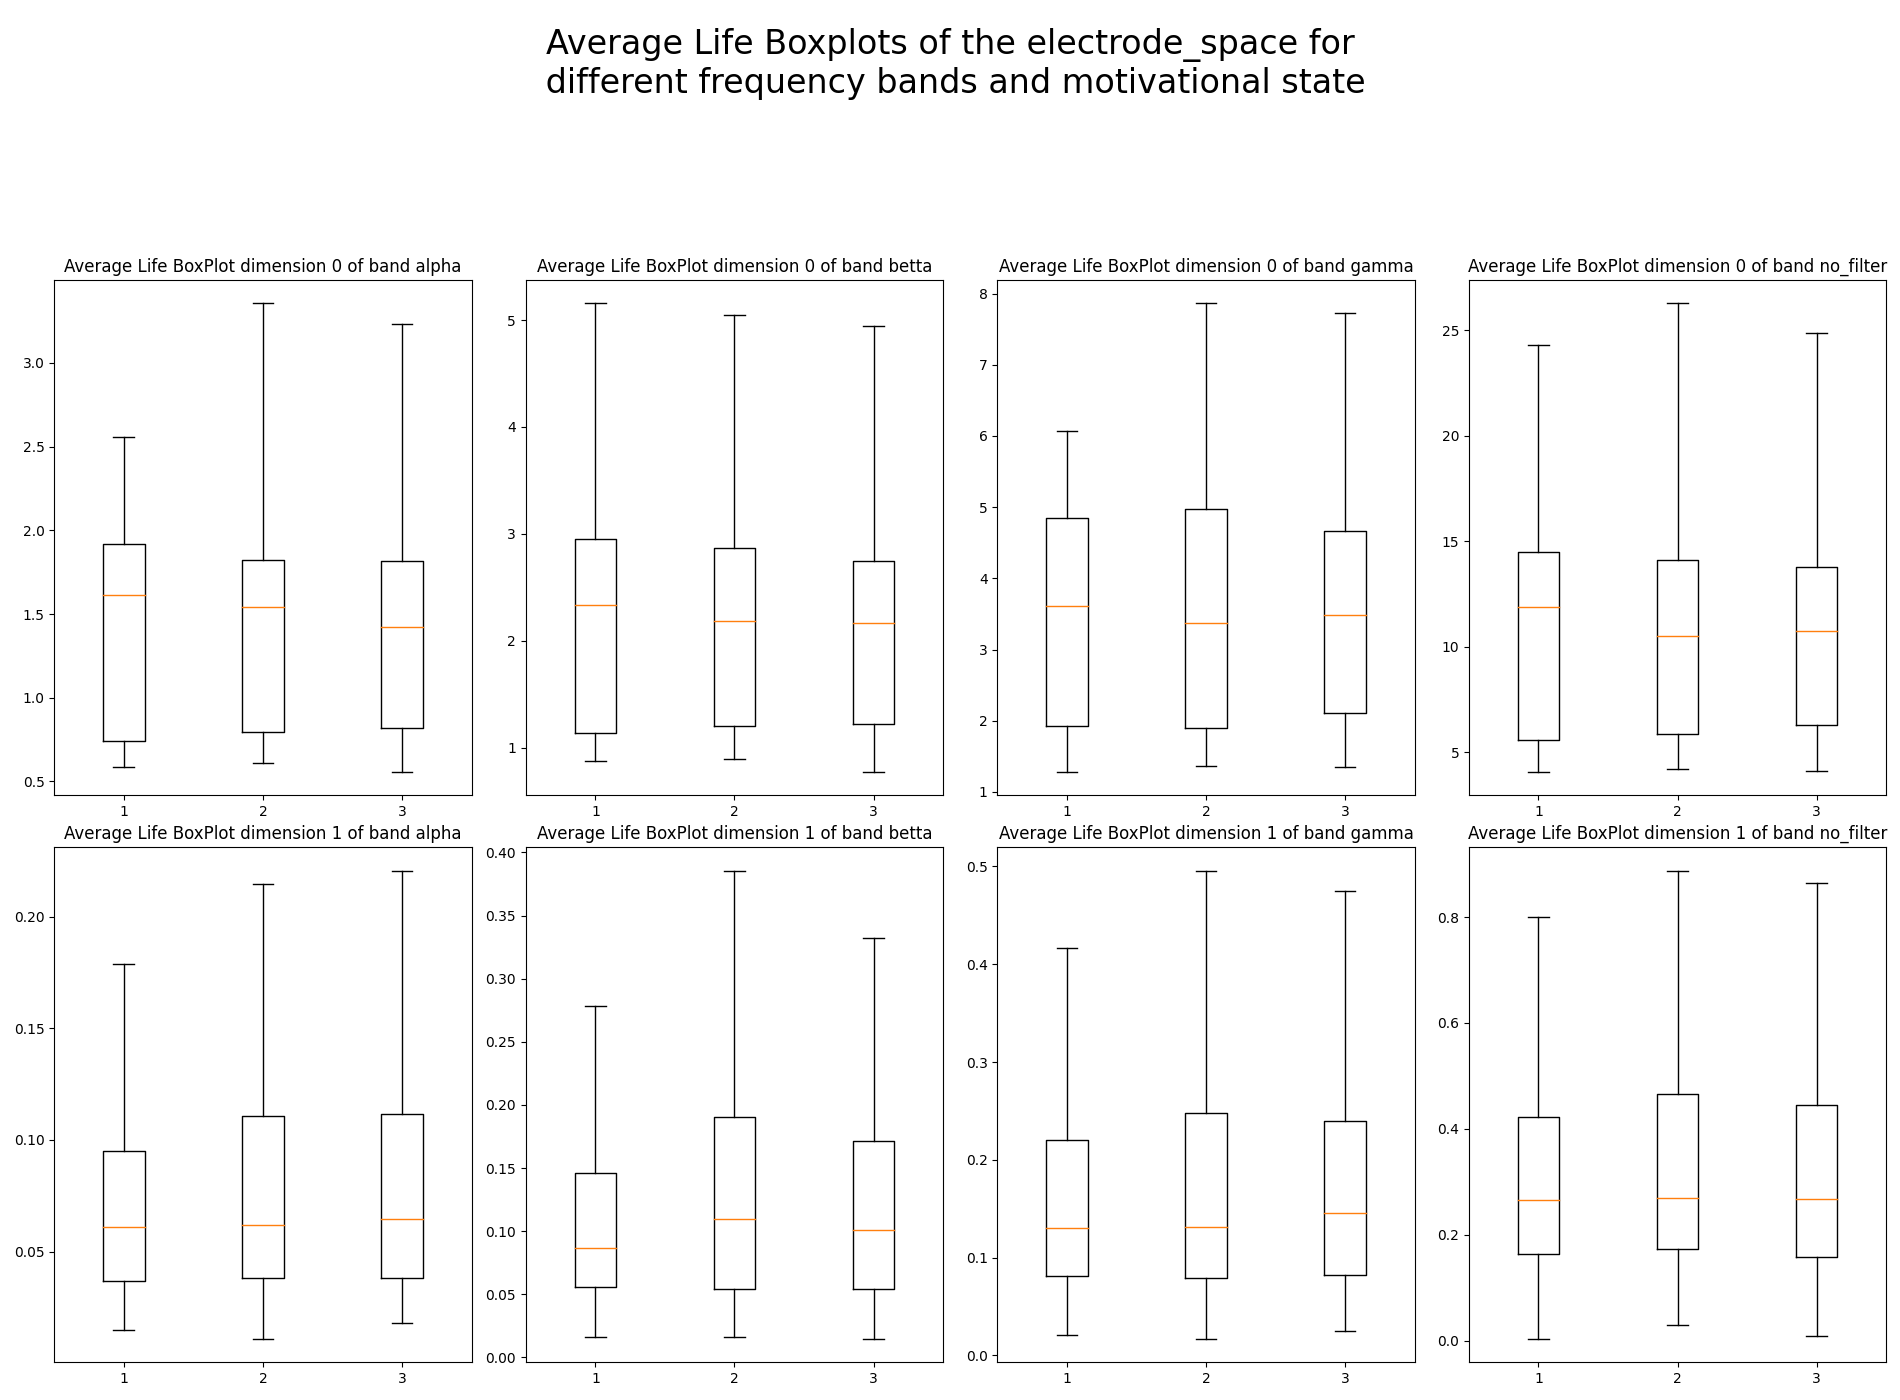 Average Life Boxplots of the electrode_space for
different frequency bands and motivational state
Average Life BoxPlot dimension 0 of band alpha
3.0
2.5
2.0
1.5
1.0
0.5
1 2 3
Average Life BoxPlot dimension 0 of band betta
5
4
3
2
1
1 2 3
Average Life BoxPlot dimension 0 of band gamma
8
7
6
5
4
3
2
1
1 2 3
Average Life BoxPlot dimension 0 of band no_filter
25
20
15
10
5
1 2 3
Average Life BoxPlot dimension 1 of band alpha
0.20
0.15
0.10
0.05
1 2 3
Average Life BoxPlot dimension 1 of band betta
0.40
0.35
0.30
0.25
0.20
0.15
0.10
0.05
0.00
1 2 3
Average Life BoxPlot dimension 1 of band gamma
0.5
0.4
0.3
0.2
0.1
0.0
1 2 3
Average Life BoxPlot dimension 1 of band no_filter
0.8
0.6
0.4
0.2
0.0
1 2 3